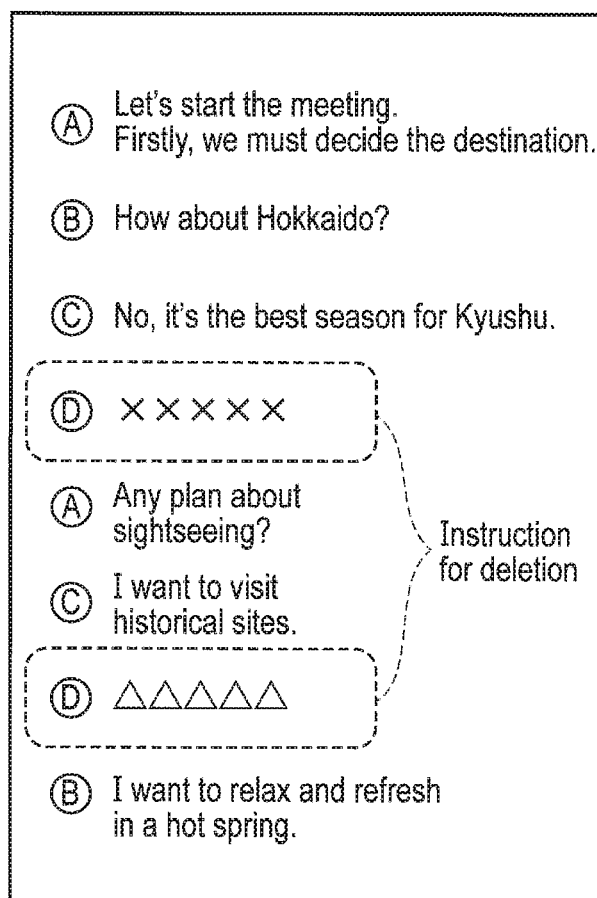 Ⓐ Let's start the meeting.
Firstly, we must decide the destination.
Ⓑ How about Hokkaido?
Ⓒ No, it's the best season for Kyushu.
Ⓓ ×××××
Ⓐ Any plan about
sightseeing?
Instruction
for deletion
Ⓒ I want to visit
historical sites.
Ⓓ △△△△△
Ⓑ I want to relax and refresh
in a hot spring.